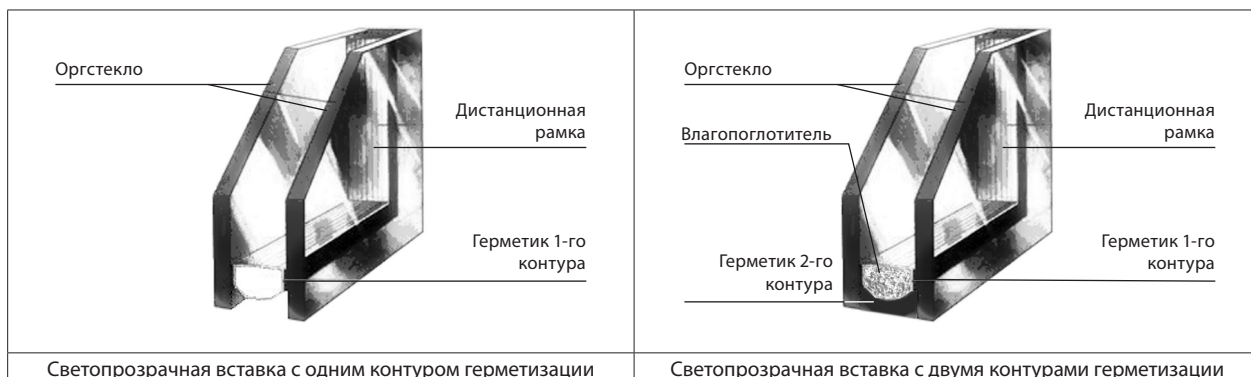 Оргстекло
Дистанционная
рамка
Герметик 1-го
контура
Светопрозрачная вставка с одним контуром герметизации
Оргстекло
Влагопоглотитель
Дистанционная
рамка
Герметик 2-го
контура
Герметик 1-го
контура
Светопрозрачная вставка с двумя контурами герметизации